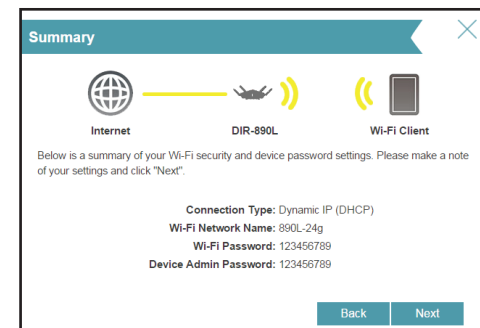 Summary
Internet DIR-890L Wi-Fi Client
Below is a summary of your Wi-Fi security and device password settings. Please make a note
of your settings and click "Next".
Connection Type: Dynamic IP (DHCP)
Wi-Fi Network Name: 890L-24g
Wi-Fi Password: 123456789
Device Admin Password: 123456789
Back Next